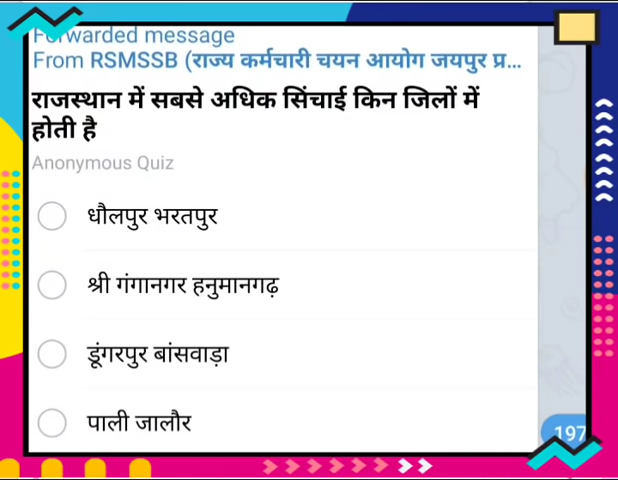 Forwarded message
From RSMSSB (राज्य कर्मचारी चयन आयोग जयपुर प्र...
राजस्थान में सबसे अधिक सिंचाई किन जिलों में
होती है
Anonymous Quiz
धौलपुर भरतपुर
श्री गंगानगर हनुमानगढ़
डूंगरपुर बांसवाड़ा
पाली जालौर
197